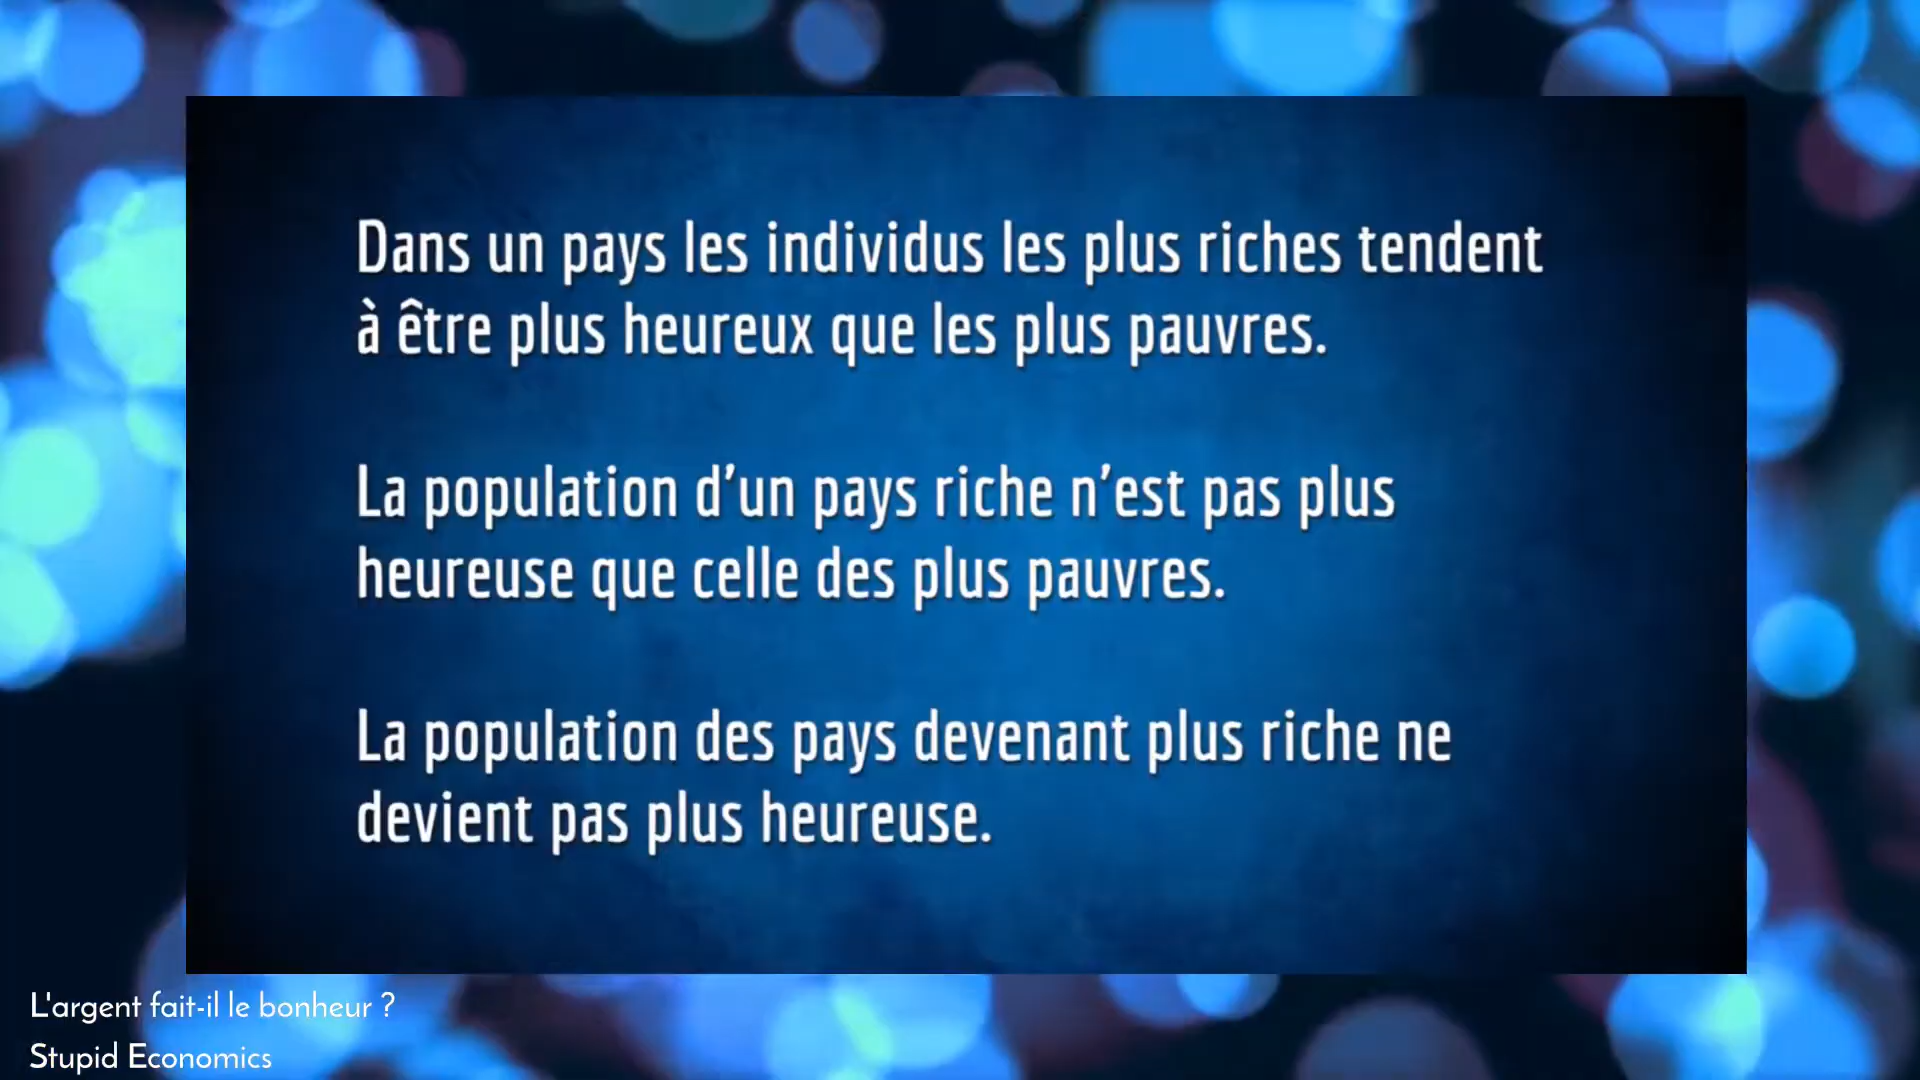 Dans un pays les individus les plus riches tendent
à être plus heureux que les plus pauvres.
La population d’un pays riche n’est pas plus
heureuse que celle des plus pauvres.
La population des pays devenant plus riche ne
devient pas plus heureuse.
L'argent fait-il le bonheur ?
Stupid Economics